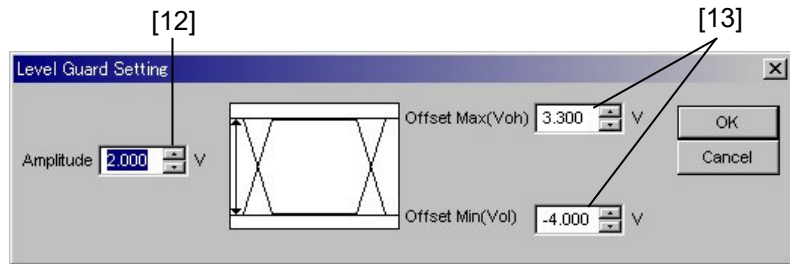 [12]
[13]
Level Guard Setting
Offset Max(Voh) 3.300 V
OK
Amplitude 2.000 V
Cancel
Offset Min(Vol) -4.000 V